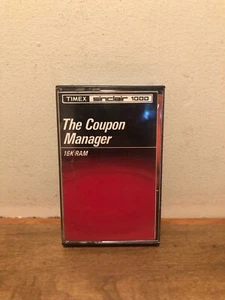 TIMEX sinclair 1000
The Coupon
Manager
16K RAM